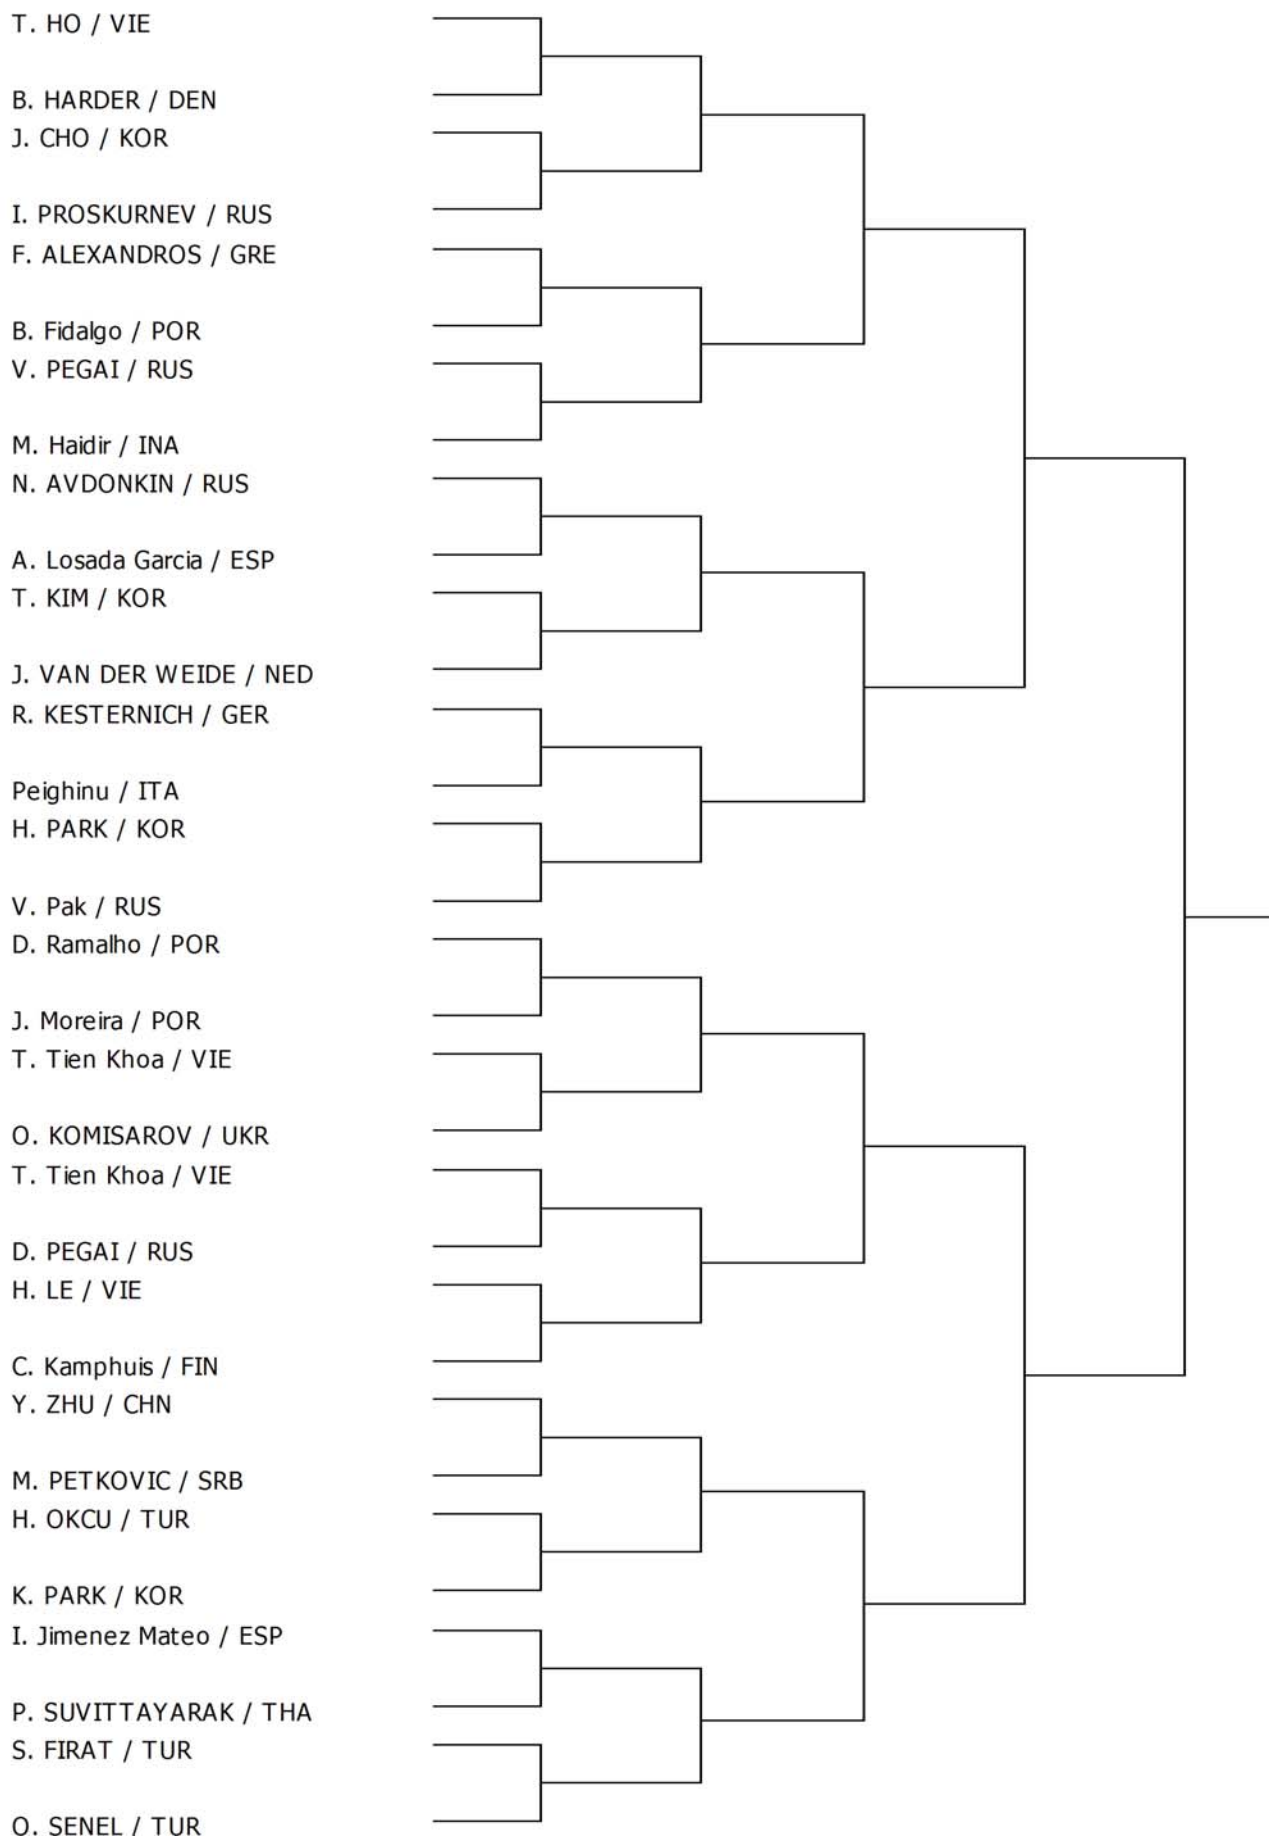 T. HO / VIE
B. HARDER / DEN
J. CHO / KOR
I. PROSKURNEV / RUS
F. ALEXANDROS / GRE
B. Fidalgo / POR
V. PEGAI / RUS
M. Haidir / INA
N. AVDONKIN / RUS
A. Losada Garcia / ESP
T. KIM / KOR
J. VAN DER WEIDE / NED
R. KESTERNICH / GER
Peighinu / ITA
H. PARK / KOR
V. Pak / RUS
D. Ramalho / POR
J. Moreira / POR
T. Tien Khoa / VIE
O. KOMISAROV / UKR
T. Tien Khoa / VIE
D. PEGAI / RUS
H. LE / VIE
C. Kamphuis / FIN
Y. ZHU / CHN
M. PETKOVIC / SRB
H. OKCU / TUR
K. PARK / KOR
I. Jimenez Mateo / ESP
P. SUVITTAYARAK / THA
S. FIRAT / TUR
O. SENEL / TUR